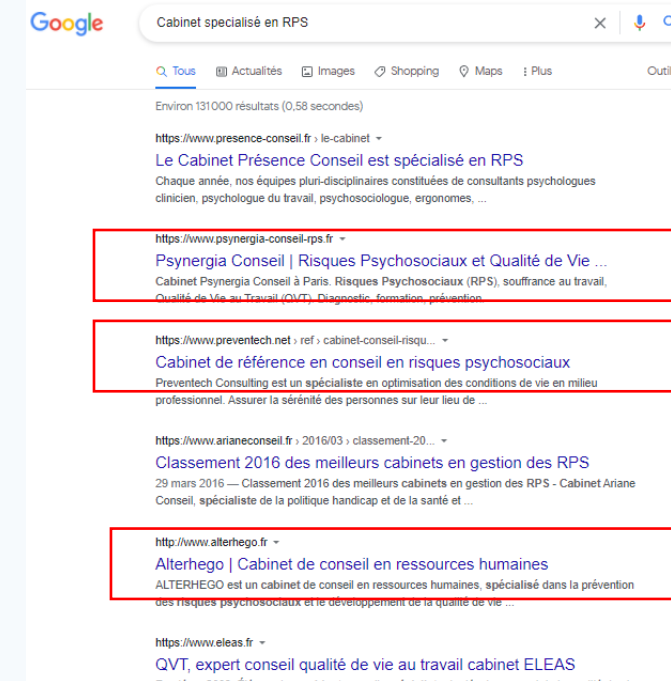 Google
Cabinet specialisé en RPS
Tous Actualités Images Shopping Maps Plus
Environ 131 000 résultats (0,58 secondes)
https://www.presence-conseil.fr › le-cabinet
Le Cabinet Présence Conseil est spécialisé en RPS
Chaque année, nos équipes pluri-disciplinaires constituées de consultants psychologues
clinicien, psychologue du travail, psychosociologue, ergonomes, ...
https://www.psynergia-conseil-rps.fr
Psynergia Conseil | Risques Psychosociaux et Qualité de Vie ...
Cabinet Psynergia Conseil à Paris. Risques Psychosociaux (RPS), souffrance au travail,
Qualité de Vie au Travail (QVT). Diagnostic, formation, prévention.
https://www.preventech.net › ref › cabinet-conseil-risqu...
Cabinet de référence en conseil en risques psychosociaux
Preventech Consulting est un spécialiste en optimisation des conditions de vie en milieu
professionnel. Assurer la sérénité des personnes sur leur lieu de ...
https://www.arianeconseil.fr › 2016/03 › classement-20...
Classement 2016 des meilleurs cabinets en gestion des RPS
29 mars 2016 — Classement 2016 des meilleurs cabinets en gestion des RPS - Cabinet Ariane
Conseil, spécialiste de la politique handicap et de la santé et ...
http://www.alterhego.fr
Alterhego | Cabinet de conseil en ressources humaines
ALTERHEGO est un cabinet de conseil en ressources humaines, spécialisé dans la prévention
des risques psychosociaux et le développement de la qualité de vie ...
https://www.eleas.fr
QVT, expert conseil qualité de vie au travail cabinet ELEAS